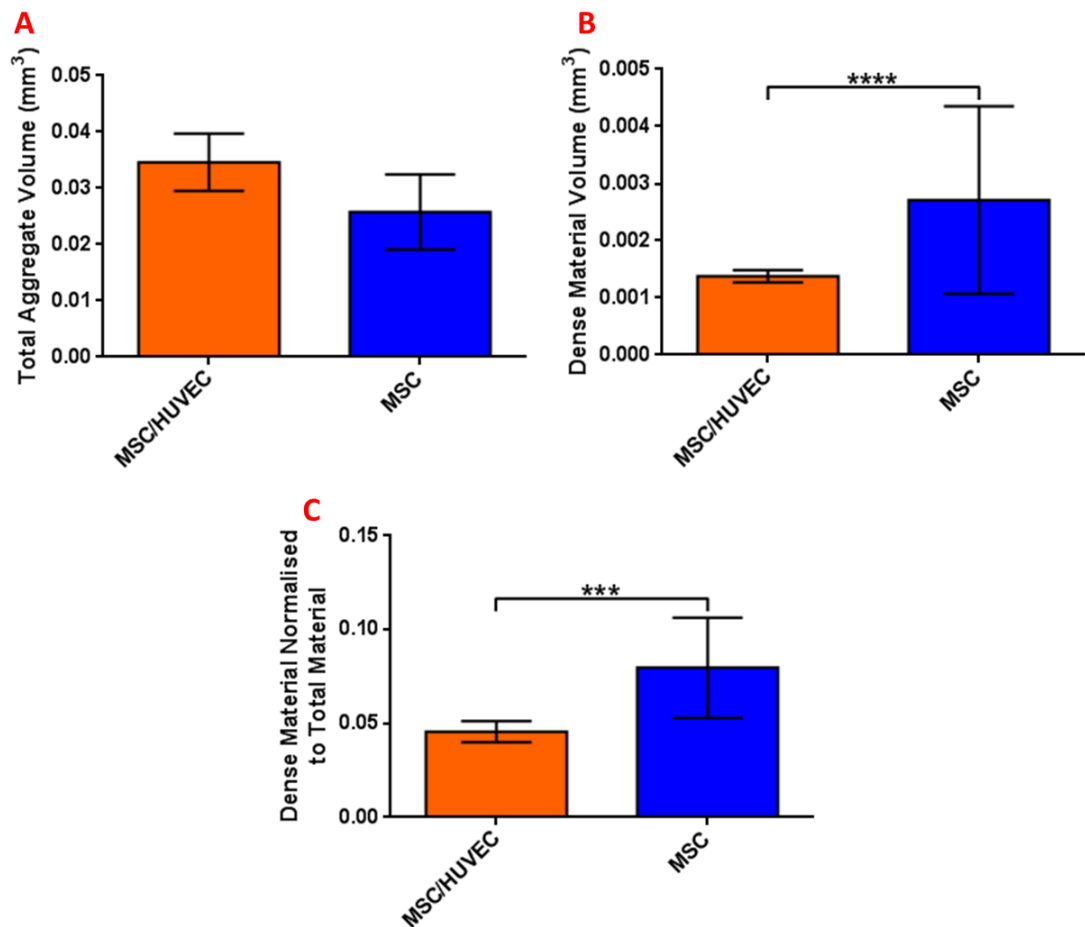 A
Total Aggregate Volume (mm³)
0.05
0.04
0.03
0.02
0.01
0.00
MSC/HUVEC
MSC
B
Dense Material Volume (mm³)
0.005
0.004
0.003
0.002
0.001
0.000
****
MSC/HUVEC
MSC
C
Dense Material Normalised
to Total Material
0.15
0.10
0.05
0.00
***
MSC/HUVEC
MSC